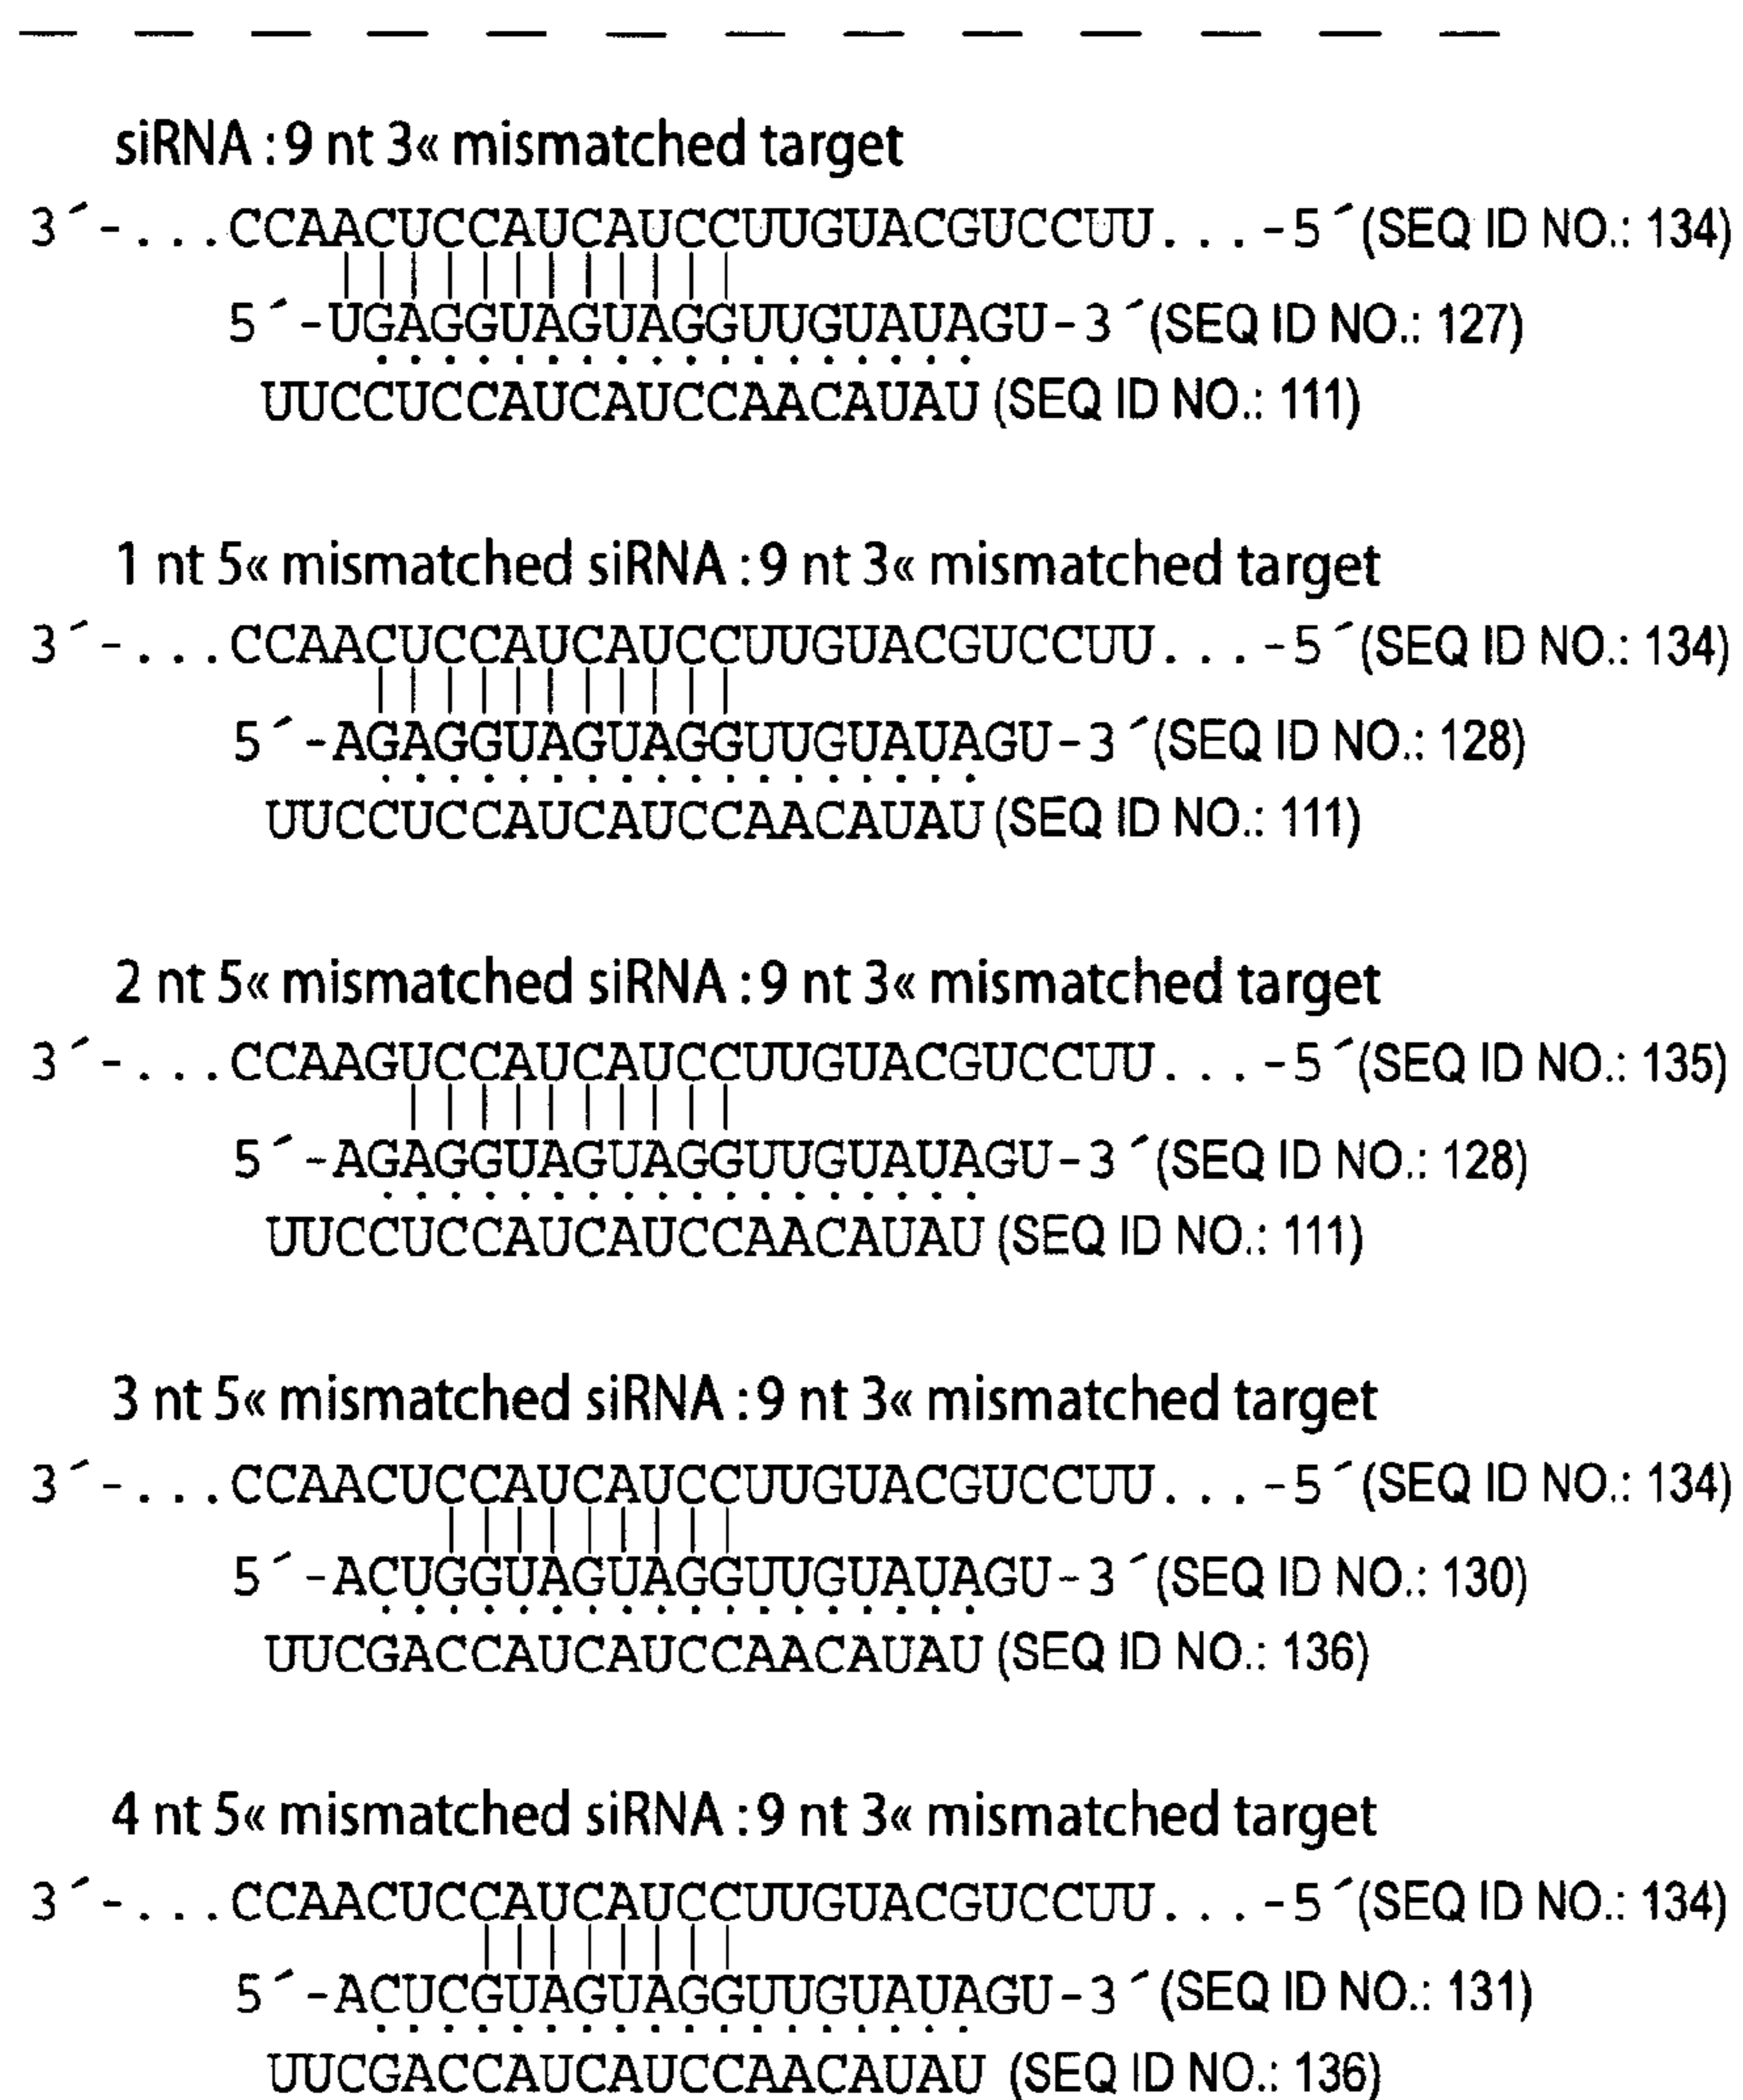 siRNA : 9 nt 3« mismatched target
3´-...CCAACUCCAUCAUCCUUGUACGUCCUU...-5´(SEQ ID NO.: 134)
5´-UGAGGUAGUAGGUUGUAUAGU-3´(SEQ ID NO.: 127)
UUCCUCCAUCAUCCAACAUAU (SEQ ID NO.: 111)
1 nt 5« mismatched siRNA : 9 nt 3« mismatched target
3´-...CCAACUCCAUCAUCCUUGUACGUCCUU...-5´(SEQ ID NO.: 134)
5´-AGAGGUAGUAGGUUGUAUAGU-3´(SEQ ID NO.: 128)
UUCCUCCAUCAUCCAACAUAU (SEQ ID NO.: 111)
2 nt 5« mismatched siRNA : 9 nt 3« mismatched target
3´-...CCAAGUCCAUCAUCCUUGUACGUCCUU...-5´(SEQ ID NO.: 135)
5´-AGAGGUAGUAGGUUGUAUAGU-3´(SEQ ID NO.: 128)
UUCCUCCAUCAUCCAACAUAU (SEQ ID NO.: 111)
3 nt 5« mismatched siRNA : 9 nt 3« mismatched target
3´-...CCAACUCCAUCAUCCUUGUACGUCCUU...-5´(SEQ ID NO.: 134)
5´-ACUGGUAGUAGGUUGUAUAGU-3´(SEQ ID NO.: 130)
UUCGACCAUCAUCCAACAUAU (SEQ ID NO.: 136)
4 nt 5« mismatched siRNA : 9 nt 3« mismatched target
3´-...CCAACUCCAUCAUCCUUGUACGUCCUU...-5´(SEQ ID NO.: 134)
5´-ACUCGUAGUAGGUUGUAUAGU-3´(SEQ ID NO.: 131)
UUCGACCAUCAUCCAACAUAU (SEQ ID NO.: 136)